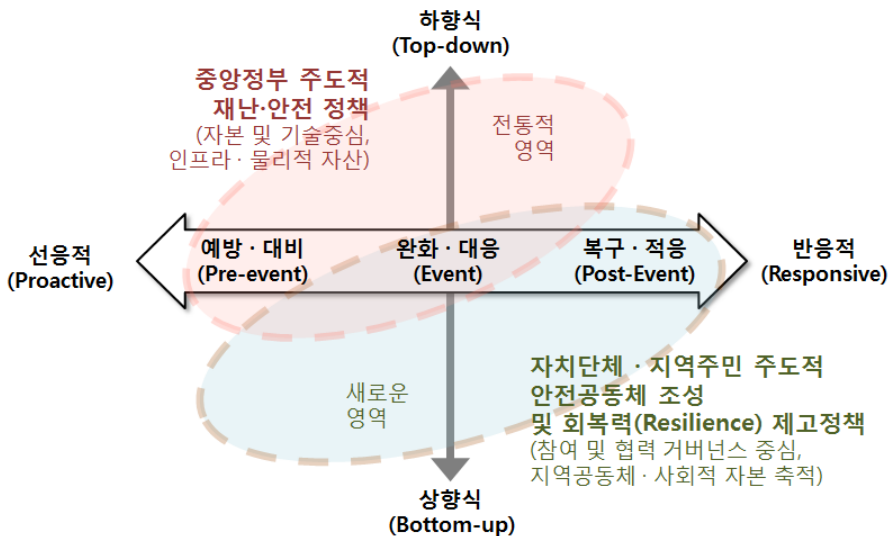 하향식
(Top-down)
중앙정부 주도적
재난·안전 정책
(자본 및 기술중심,
인프라 · 물리적 자산)
전통적
영역
선응적
(Proactive)
예방 · 대비
(Pre-event)
완화 · 대응
(Event)
복구 · 적응
(Post-Event)
반응적
(Responsive)
새로운
영역
자치단체 · 지역주민 주도적
안전공동체 조성
및 회복력(Resilience) 제고정책
(참여 및 협력 거버넌스 중심,
지역공동체 · 사회적 자본 축적)
상향식
(Bottom-up)